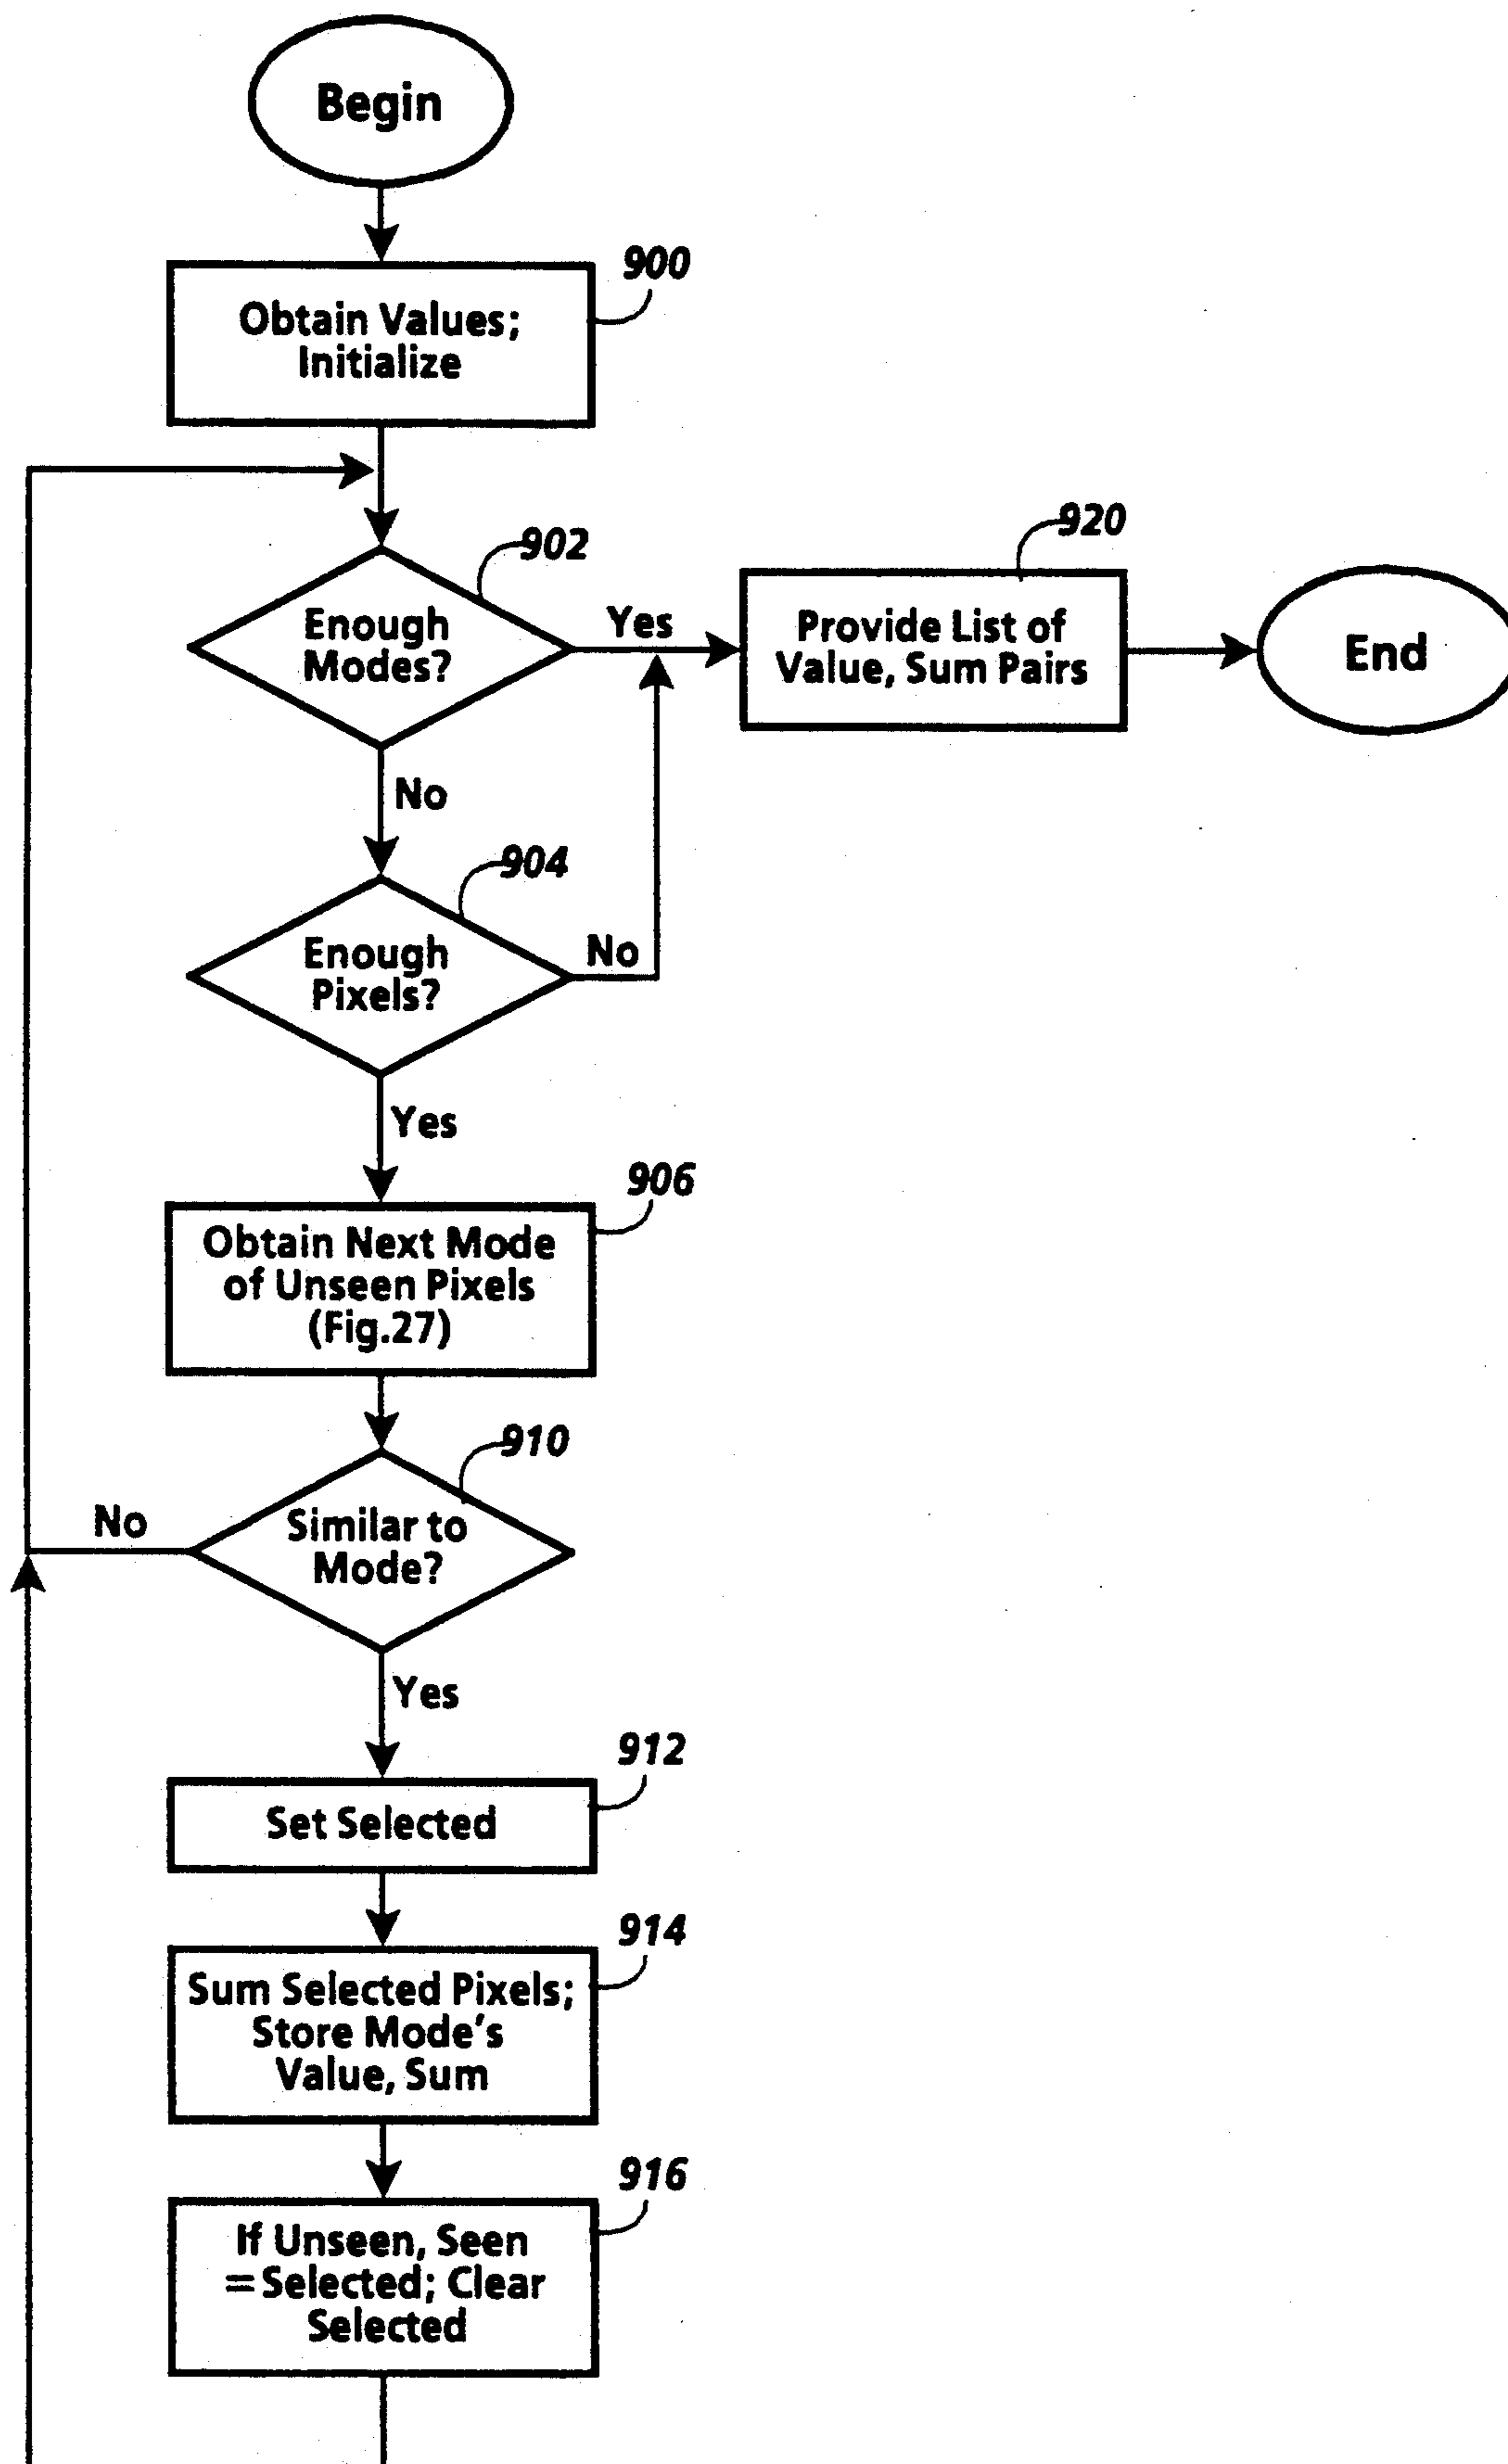 Begin
900
Obtain Values;
Initialize
902
Enough
Modes?
Yes
920
Provide List of
Value, Sum Pairs
End
No
904
Enough
Pixels?
No
Yes
906
Obtain Next Mode
of Unseen Pixels
(Fig.27)
910
Similar to
Mode?
No
Yes
912
Set Selected
914
Sum Selected Pixels;
Store Mode's
Value, Sum
916
If Unseen, Seen
=Selected; Clear
Selected